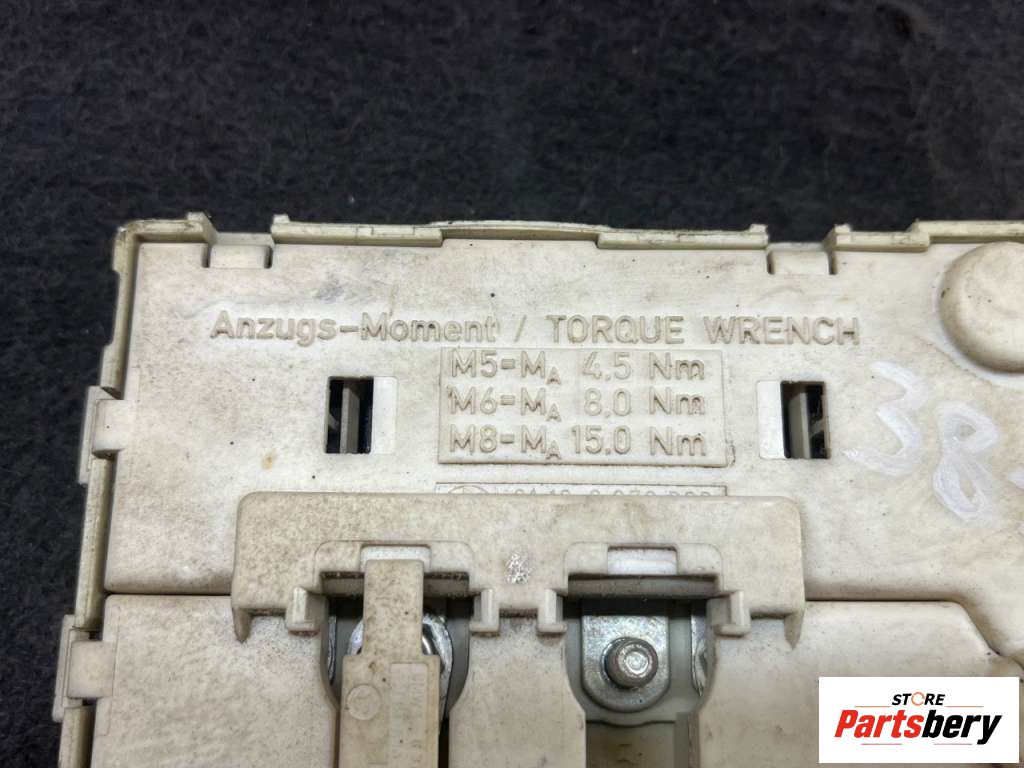 Anzugs-Moment / TORQUE WRENCH
M5=MA 4,5 Nm
M6=MA 8,0 Nm
M8=MA 15,0 Nm
38
STORE
Partsbery